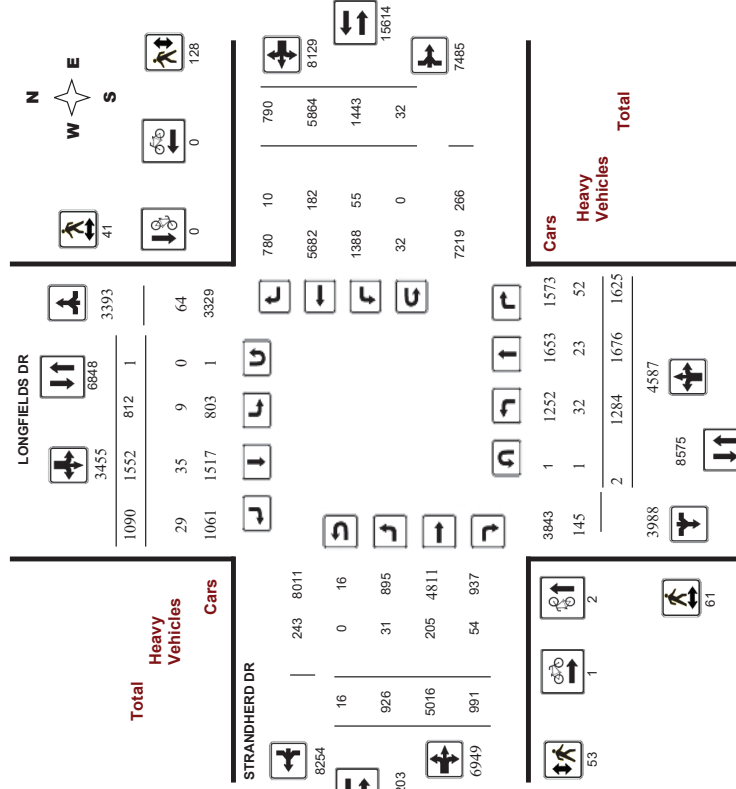 N
W E
S
LONGFIELDS DR
3455 6848 3393
1090 1552 812 1
29 35 9 0 64
1061 1517 803 1 3329
Total
Heavy
Vehicles
Cars
41
0
0
128
STRANDHERD DR
8254
203
6949
243 8011
16 0 16
926 31 895
5016 205 4811
991 54 937
780 10 790
5682 182 5864
1388 55 1443
32 0 32
7219 266
8129
15614
7485
3843 1 1252 1653 1573 Cars
145 1 32 23 52 Heavy
Vehicles
2 1284 1676 1625 Total
3988 8575 4587
53
1
2
61